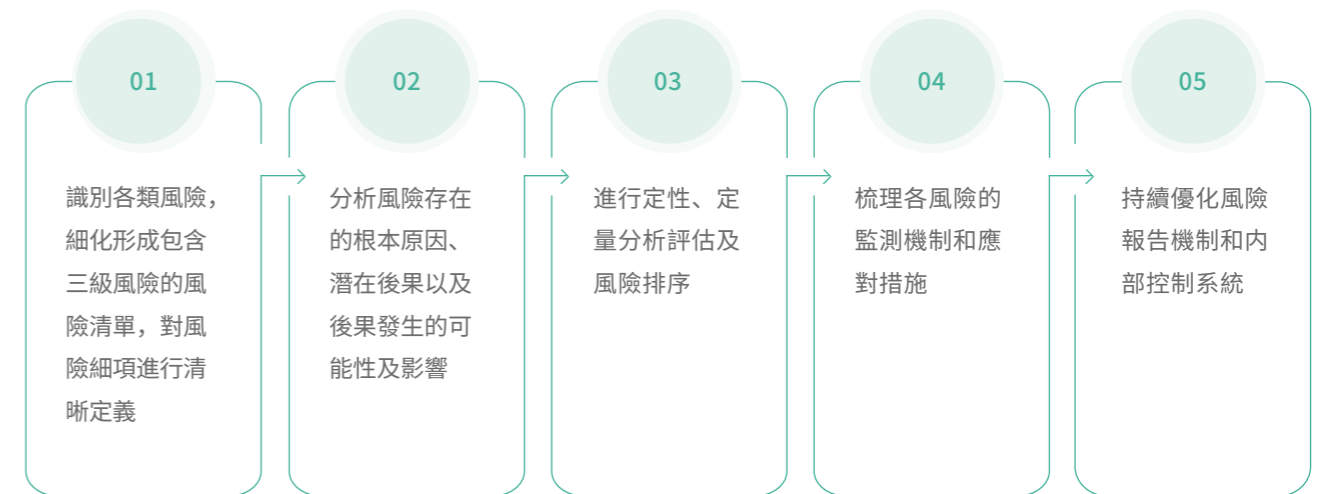 01
識別各類風險，
細化形成包含
三級風險的風
險清單，對風
險細項進行清
晰定義
02
分析風險存在
的根本原因、
潛在後果以及
後果發生的可
能性及影響
03
進行定性、定
量分析評估及
風險排序
04
梳理各風險的
監測機制和應
對措施
05
持續優化風險
報告機制和內
部控制系統